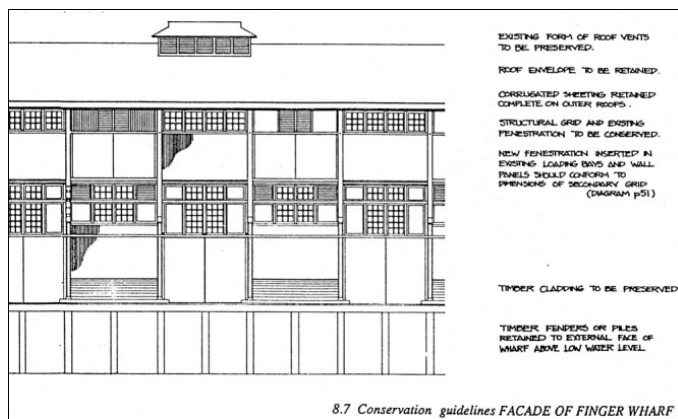 EXISTING FORM OF ROOF VENTS
TO BE PRESERVED.
ROOF ENVELOPE TO BE RETAINED.
CORRUGATED SHEETING RETAINED
COMPLETE ON OUTER ROOFS.
STRUCTURAL GRID AND EXISTING
FENESTRATION TO BE CONSERVED.
NEW FENESTRATION INSERTED IN
EXISTING LOADING BAYS AND WALL
PANELS SHOULD CONFORM TO
DIMENSIONS OF SECONDARY GRID
(DIAGRAM p51)
TIMBER CLADDING TO BE PRESERVED
TIMBER FENDERS OR PILES
RETAINED TO EXTERNAL FACE OF
WHARF ABOVE LOW WATER LEVEL
8.7 Conservation guidelines FACADE OF FINGER WHARF